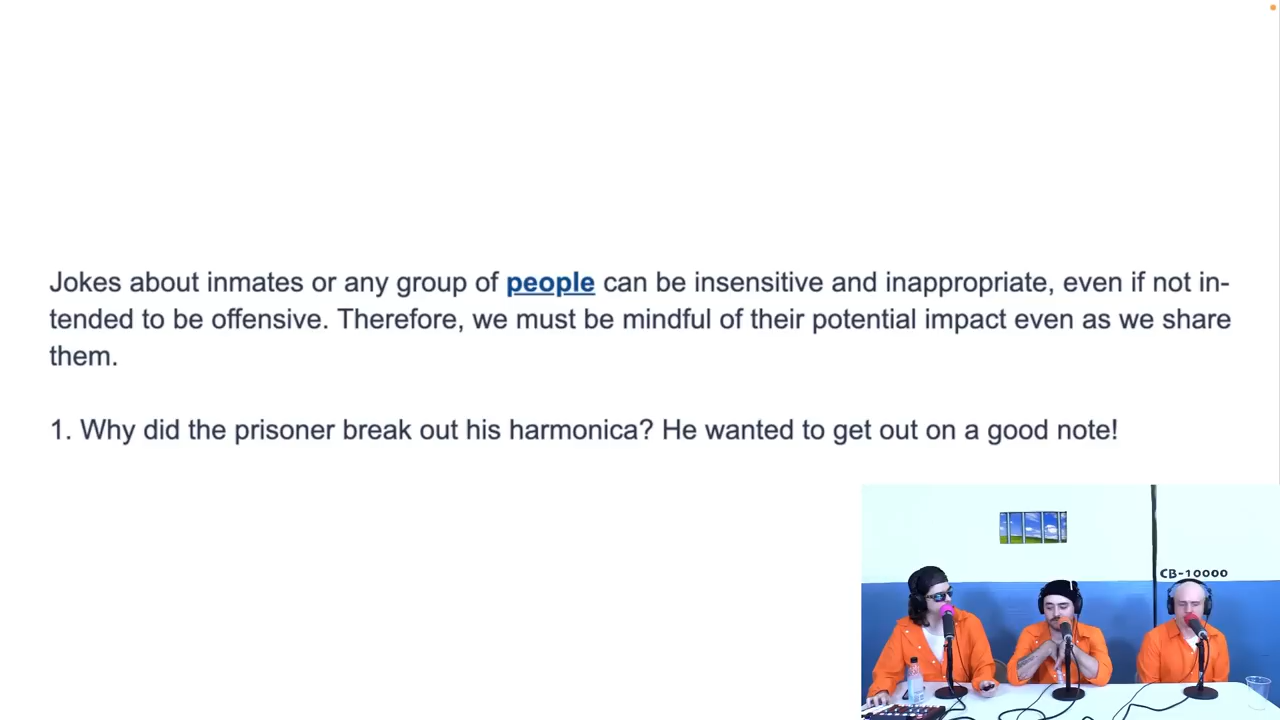 Jokes about inmates or any group of people can be insensitive and inappropriate, even if not in-
tended to be offensive. Therefore, we must be mindful of their potential impact even as we share
them.
1. Why did the prisoner break out his harmonica? He wanted to get out on a good note!
CB-10000